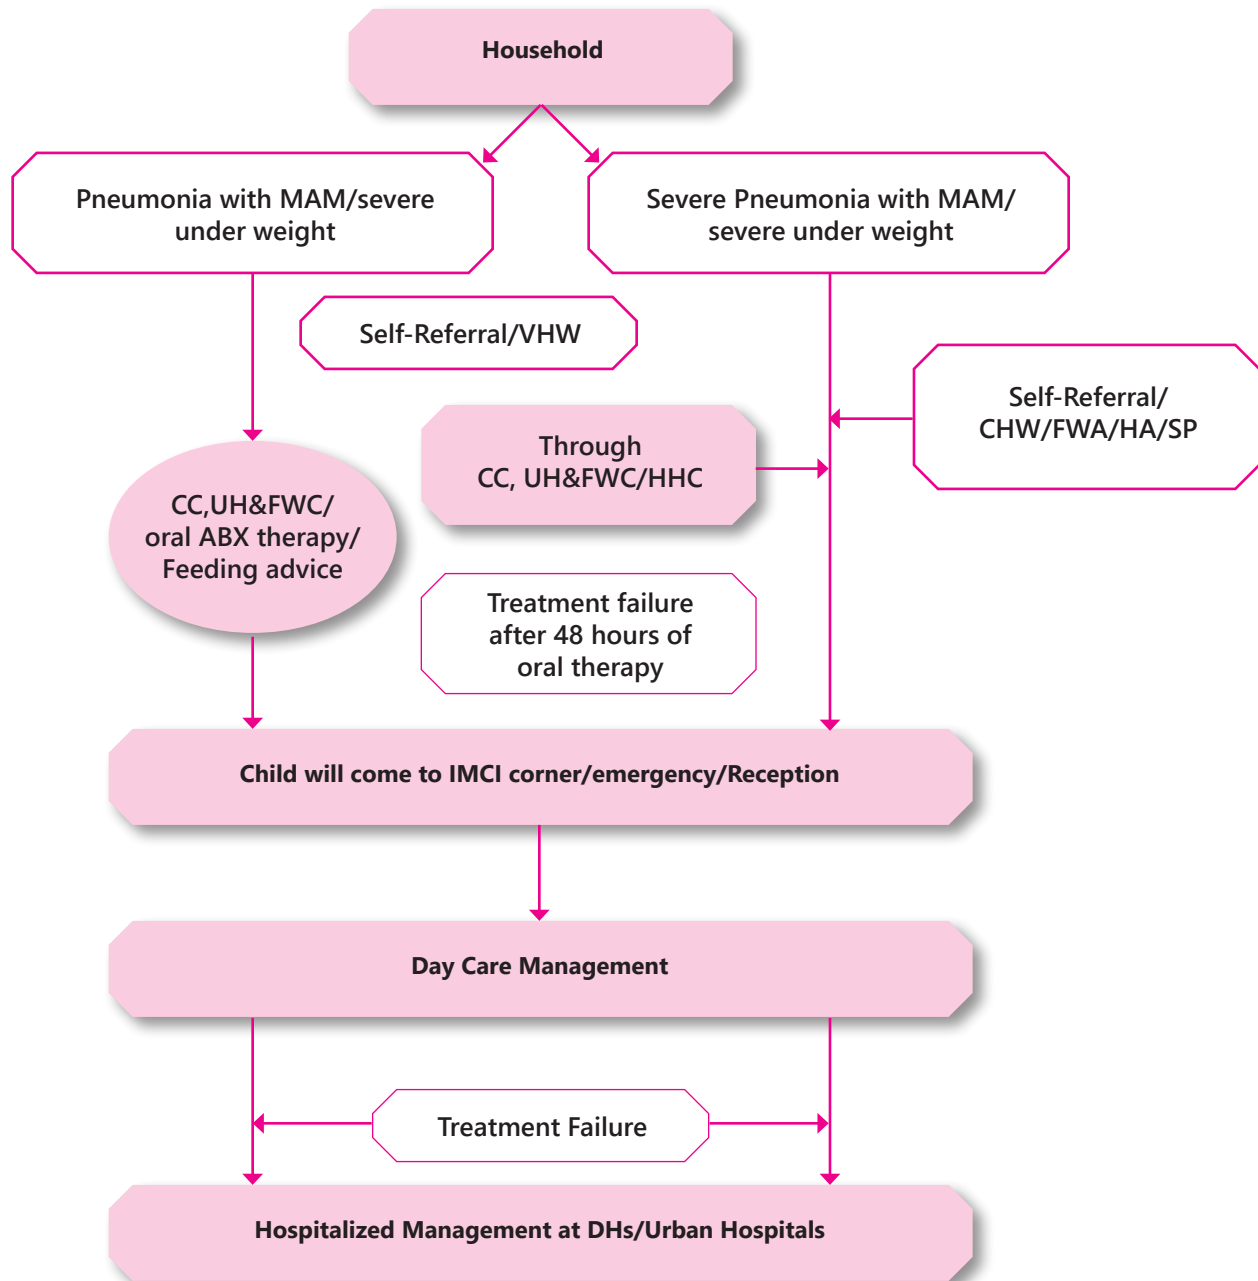 Household
Pneumonia with MAM/severe
under weight
Severe Pneumonia with MAM/
severe under weight
Self-Referral/VHW
Self-Referral/
CHW/FWA/HA/SP
Through
CC, UH&FWC/HHC
CC,UH&FWC/
oral ABX therapy/
Feeding advice
Treatment failure
after 48 hours of
oral therapy
Child will come to IMCI corner/emergency/Reception
Day Care Management
Treatment Failure
Hospitalized Management at DHs/Urban Hospitals